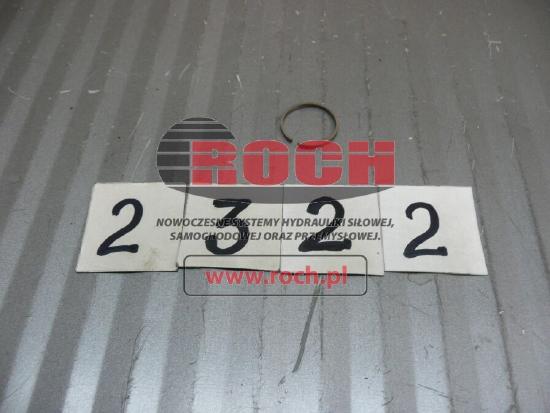 ROCH
NOWOCZESNE SYSTEMY HYDRAULIKI SIŁOWEJ,
SAMOCHODOWEJ ORAZ PRZEMYSŁOWEJ.
2 3 2 2
www.roch.pl